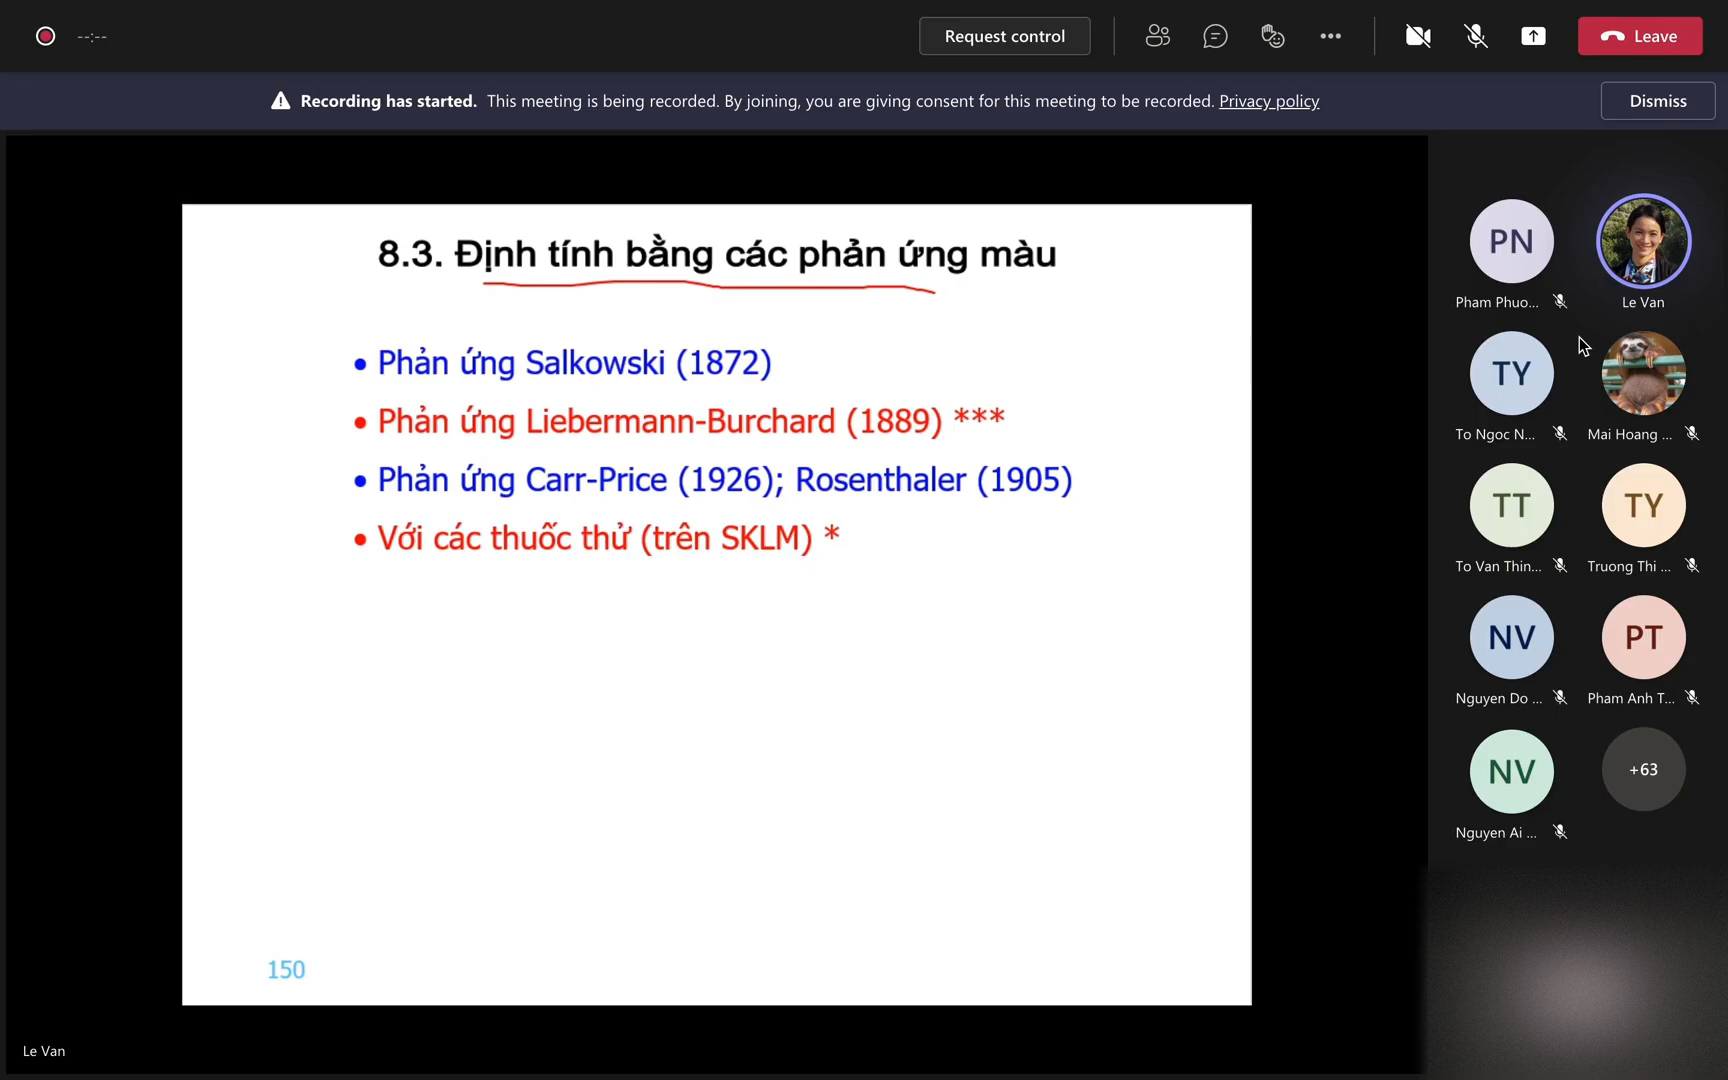 --:--
Request control
Leave
Recording has started. This meeting is being recorded. By joining, you are giving consent for this meeting to be recorded. Privacy policy
Dismiss
8.3. Định tính bằng các phản ứng màu
• Phản ứng Salkowski (1872)
• Phản ứng Liebermann-Burchard (1889) ***
• Phản ứng Carr-Price (1926); Rosenthaler (1905)
• Với các thuốc thử (trên SKLM) *
150
Le Van
PN
Pham Phuo...
Le Van
TY
To Ngoc N...
Mai Hoang ...
TT
To Van Thin...
TY
Truong Thi ...
NV
Nguyen Do ...
PT
Pham Anh T...
NV
Nguyen Ai ...
+63